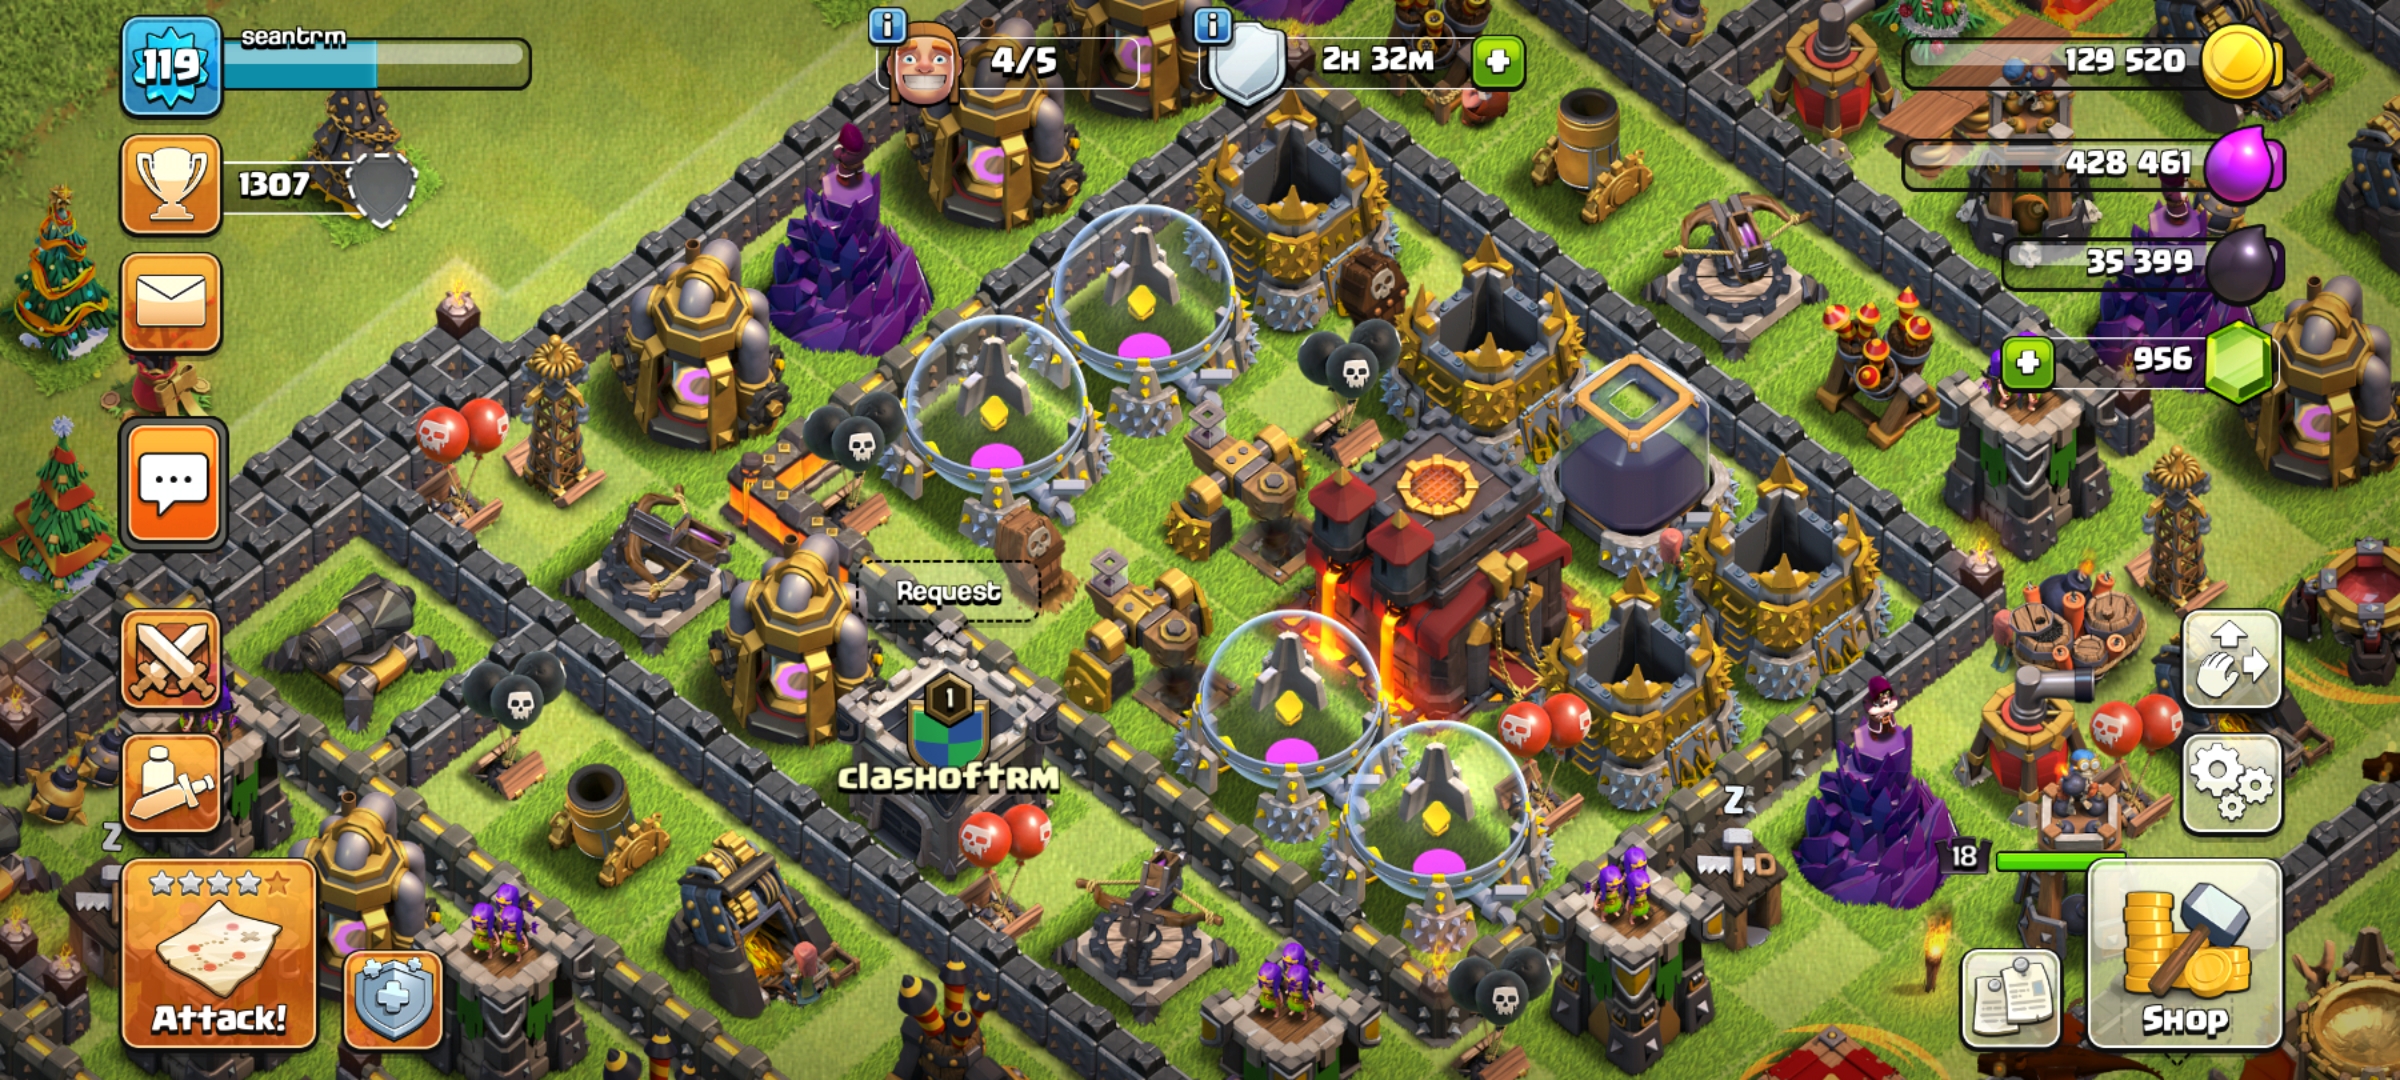 119
seantrm
4/5
2H 32M
129 520
428 461
1307
35 399
956
Request
1
clashoftRM
Z
Z
18
Attack!
SHOP